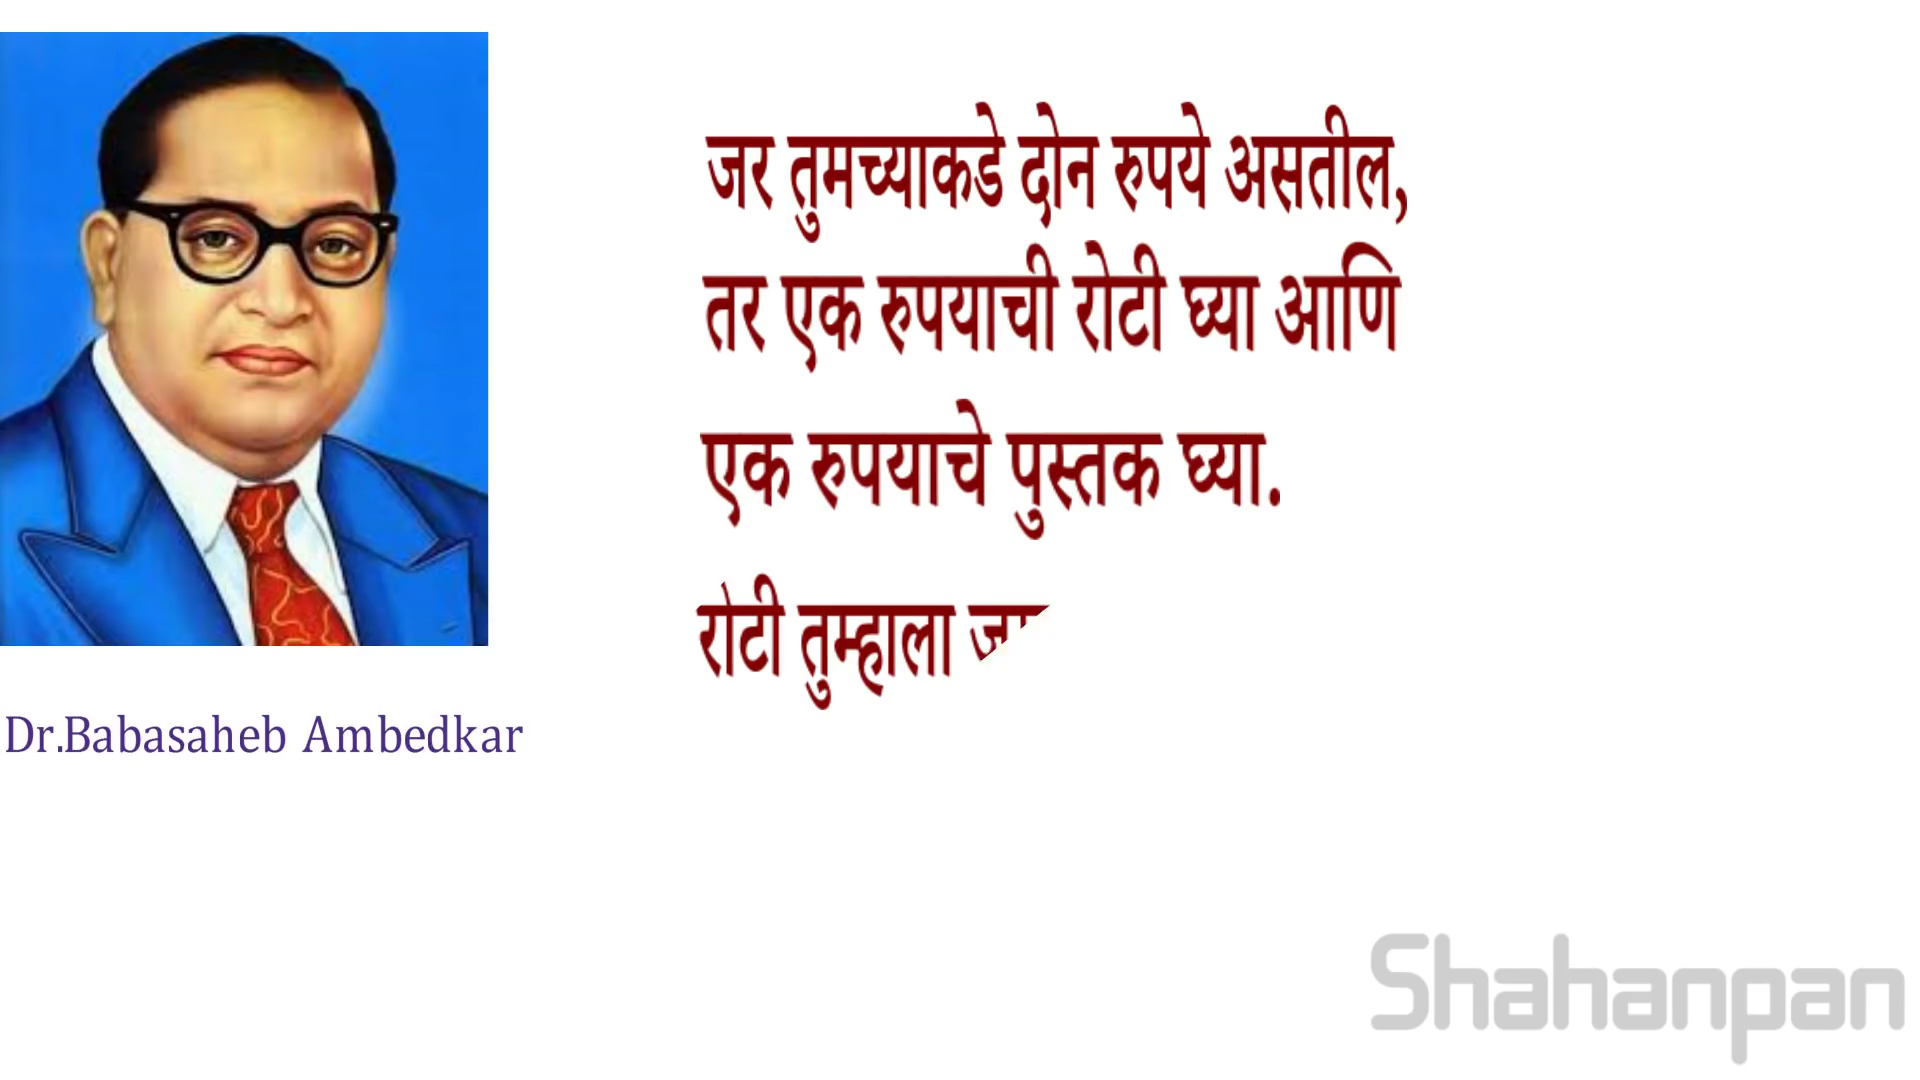 जर तुमच्याकडे दोन रुपये असतील,
तर एक रुपयाची रोटी घ्या आणि
एक रुपयाचे पुस्तक घ्या.
रोटी तुम्हाला
Dr.Babasaheb Ambedkar
Shahanpan